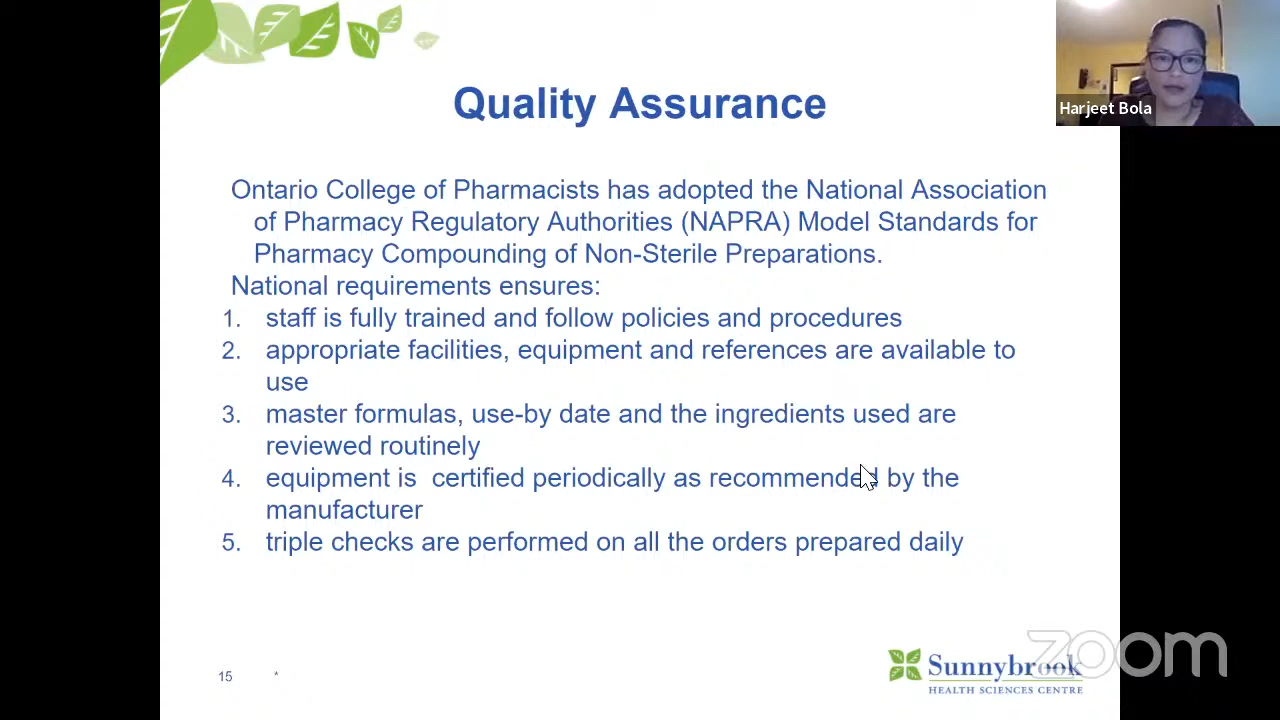 Quality Assurance
Harjeet Bola
Ontario College of Pharmacists has adopted the National Association
of Pharmacy Regulatory Authorities (NAPRA) Model Standards for
Pharmacy Compounding of Non-Sterile Preparations.
National requirements ensures:
1. staff is fully trained and follow policies and procedures
2. appropriate facilities, equipment and references are available to
use
3. master formulas, use-by date and the ingredients used are
reviewed routinely
4. equipment is  certified periodically as recommended by the
manufacturer
5. triple checks are performed on all the orders prepared daily
15 *
Sunnybrook
HEALTH SCIENCES CENTRE
zoom